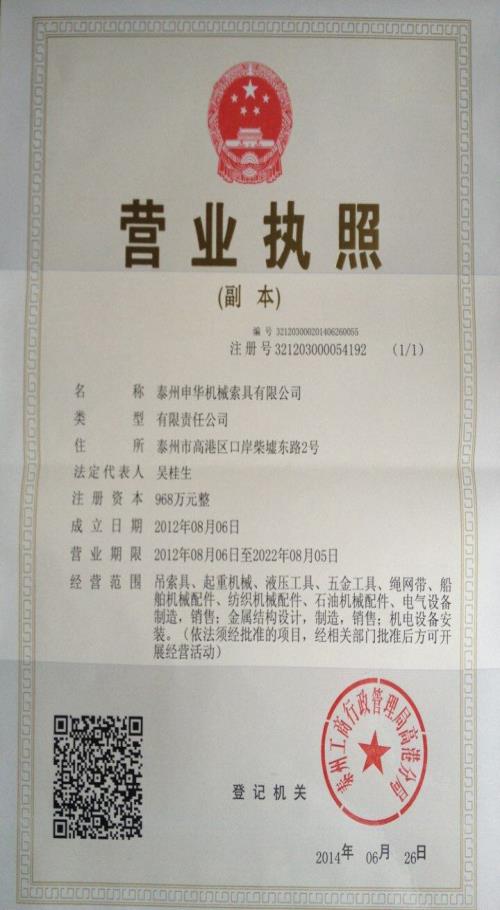 营业执照
(副 本)
编 号 321203000201406260055
注 册 号 321203000054192 (1/1)
名 称 泰州申华机械索具有限公司
类 型 有限责任公司
住 所 泰州市高港区口岸柴墟东路2号
法定代表人 吴桂生
注 册 资 本 968万元整
成 立 日 期 2012年08月06日
营 业 期 限 2012年08月06日至2022年08月05日
经 营 范 围 吊索具、起重机械、液压工具、五金工具、绳网带、船
舶机械配件、纺织机械配件、石油机械配件、电气设备
制造，销售；金属结构设计，制造，销售；机电设备安
装。（依法须经批准的项目，经相关部门批准后方可开
展经营活动）
泰州工商行政管理局高港分局
登 记 机 关
2014年 06月 26日